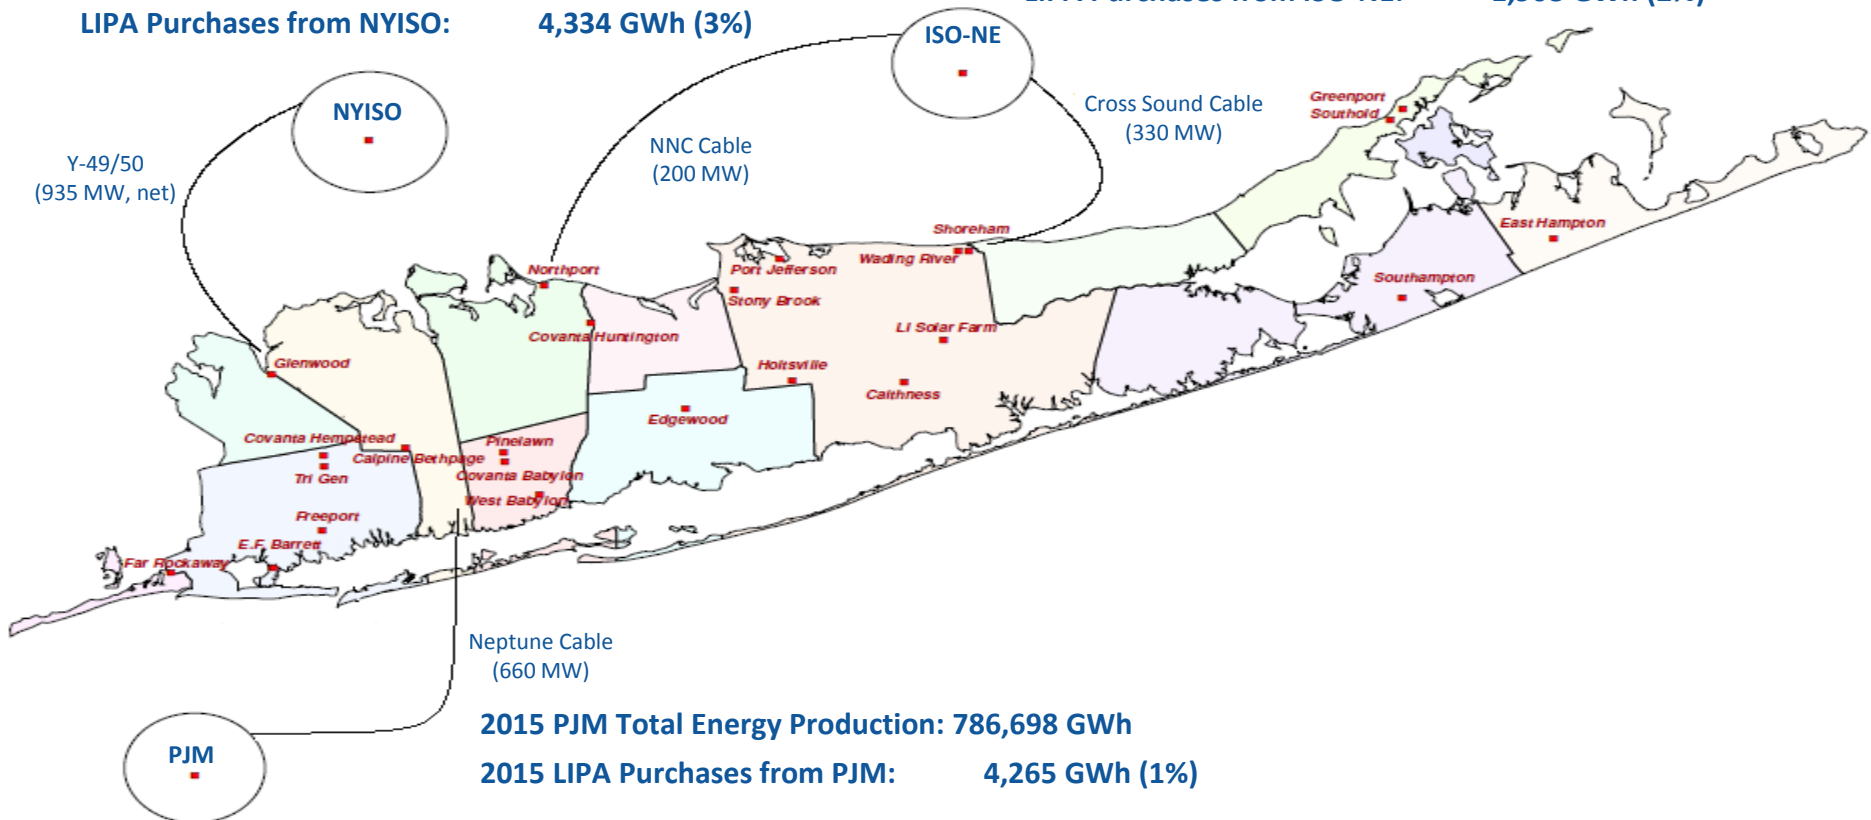 LIPA Purchases from NYISO: 4,334 GWh (3%)
ISO-NE
NYISO
Cross Sound Cable
(330 MW)
NNC Cable
(200 MW)
Y-49/50
(935 MW, net)
Greenport
Southold
East Hampton
Shoreham
Wading River
Port Jefferson
Northport
Southampton
Stony Brook
LI Solar Farm
Covanta Huntington
Glenwood
Holtsville
Caithness
Edgewood
Covanta Hempstead
Pinelawn
Calpine Bethpage
Tri Gen
Covanta Babylon
West Babylon
Freeport
E.F. Barrett
Far Rockaway
Neptune Cable
(660 MW)
PJM
2015 PJM Total Energy Production: 786,698 GWh
2015 LIPA Purchases from PJM: 4,265 GWh (1%)